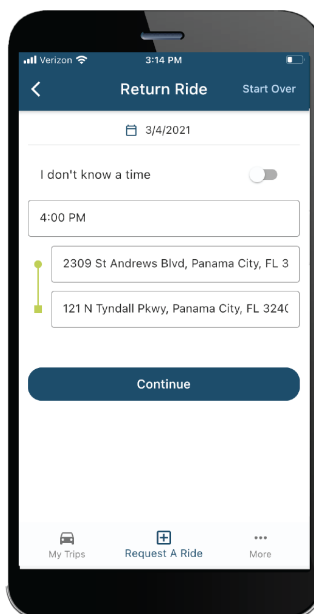 Verizon 3:14 PM
Return Ride Start Over
3/4/2021
I don't know a time
4:00 PM
2309 St Andrews Blvd, Panama City, FL 3
121 N Tyndall Pkwy, Panama City, FL 3240
Continue
My Trips Request A Ride More